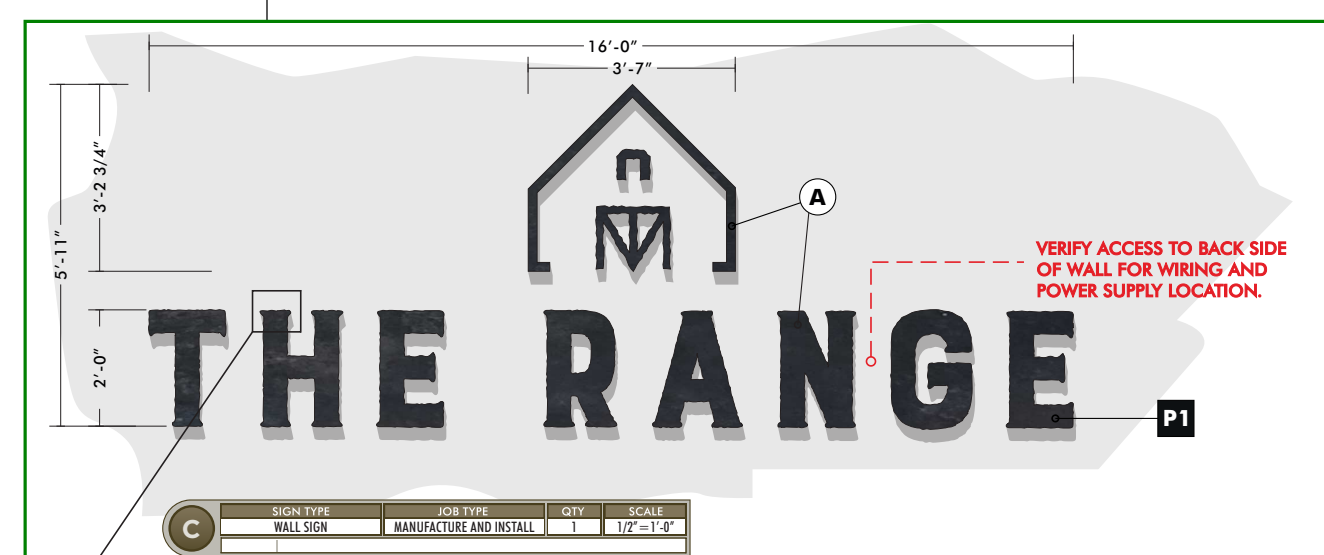 16'-0"
3'-7"
3'-2 3/4"
5'-11"
2'-0"
A
VERIFY ACCESS TO BACK SIDE
OF WALL FOR WIRING AND
POWER SUPPLY LOCATION.
THE RANGE
P1
C
SIGN TYPE JOB TYPE QTY SCALE
WALL SIGN MANUFACTURE AND INSTALL 1 1/2"=1'-0"